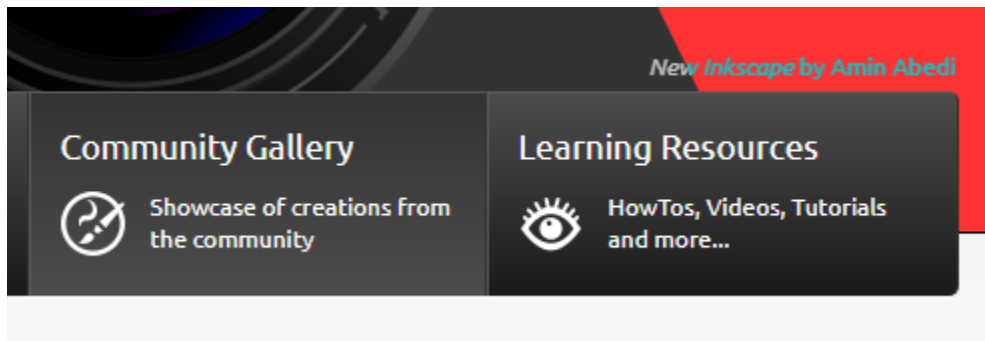 New Inkscape by Amin Abedi
Community Gallery
Showcase of creations from
the community
Learning Resources
HowTos, Videos, Tutorials
and more...